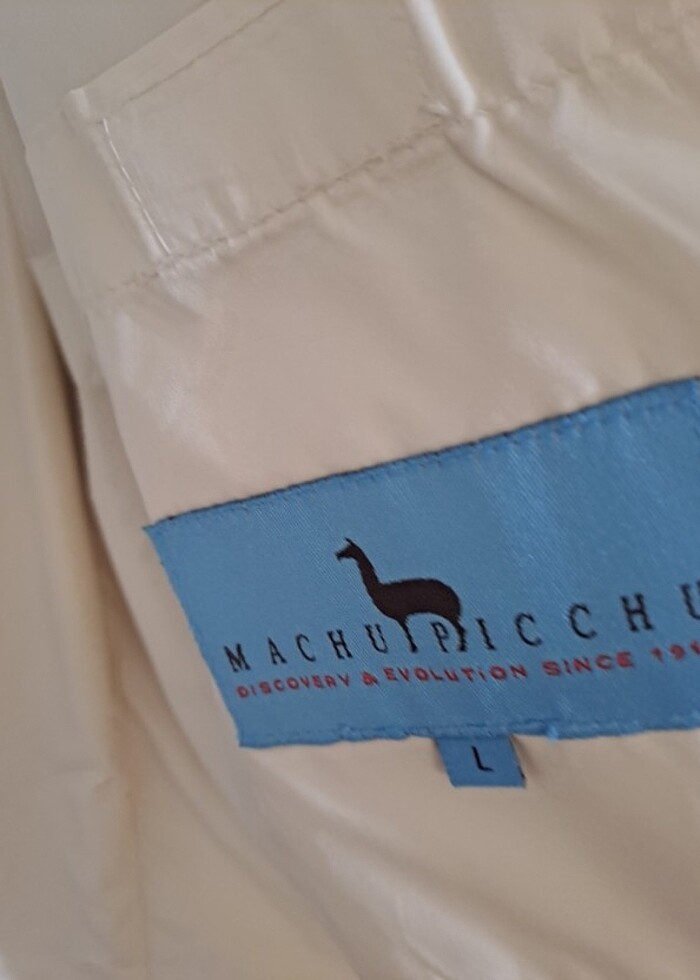 MACHU PICCHU
DISCOVERY & EVOLUTION SINCE
L